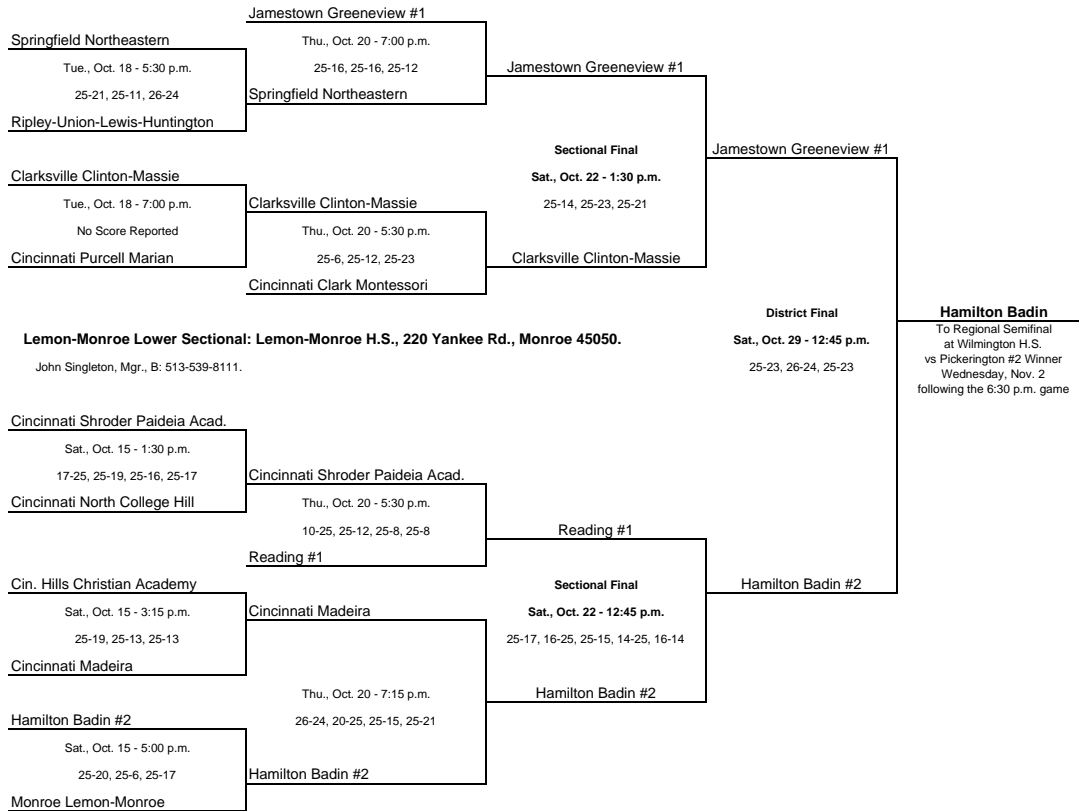 Jamestown Greeneview #1
Springfield Northeastern
Thu., Oct. 20 - 7:00 p.m.
Tue., Oct. 18 - 5:30 p.m.
25-16, 25-16, 25-12
Jamestown Greeneview #1
25-21, 25-11, 26-24
Springfield Northeastern
Ripley-Union-Lewis-Huntington
Sectional Final
Jamestown Greeneview #1
Clarksville Clinton-Massie
Sat., Oct. 22 - 1:30 p.m.
Tue., Oct. 18 - 7:00 p.m.
Clarksville Clinton-Massie
25-14, 25-23, 25-21
No Score Reported
Thu., Oct. 20 - 5:30 p.m.
Cincinnati Purcell Marian
25-6, 25-12, 25-23
Clarksville Clinton-Massie
Cincinnati Clark Montessori
District Final
Hamilton Badin
To Regional Semifinal
at Wilmington H.S.
vs Pickerington #2 Winner
Wednesday, Nov. 2
following the 6:30 p.m. game
Lemon-Monroe Lower Sectional: Lemon-Monroe H.S., 220 Yankee Rd., Monroe 45050.
Sat., Oct. 29 - 12:45 p.m.
John Singleton, Mgr., B: 513-539-8111.
25-23, 26-24, 25-23
Cincinnati Shroder Paideia Acad.
Sat., Oct. 15 - 1:30 p.m.
17-25, 25-19, 25-16, 25-17
Cincinnati Shroder Paideia Acad.
Cincinnati North College Hill
Thu., Oct. 20 - 5:30 p.m.
10-25, 25-12, 25-8, 25-8
Reading #1
Reading #1
Cin. Hills Christian Academy
Sectional Final
Hamilton Badin #2
Sat., Oct. 15 - 3:15 p.m.
Cincinnati Madeira
Sat., Oct. 22 - 12:45 p.m.
25-19, 25-13, 25-13
25-17, 16-25, 25-15, 14-25, 16-14
Cincinnati Madeira
Thu., Oct. 20 - 7:15 p.m.
Hamilton Badin #2
Hamilton Badin #2
26-24, 20-25, 25-15, 25-21
Sat., Oct. 15 - 5:00 p.m.
25-20, 25-6, 25-17
Hamilton Badin #2
Monroe Lemon-Monroe